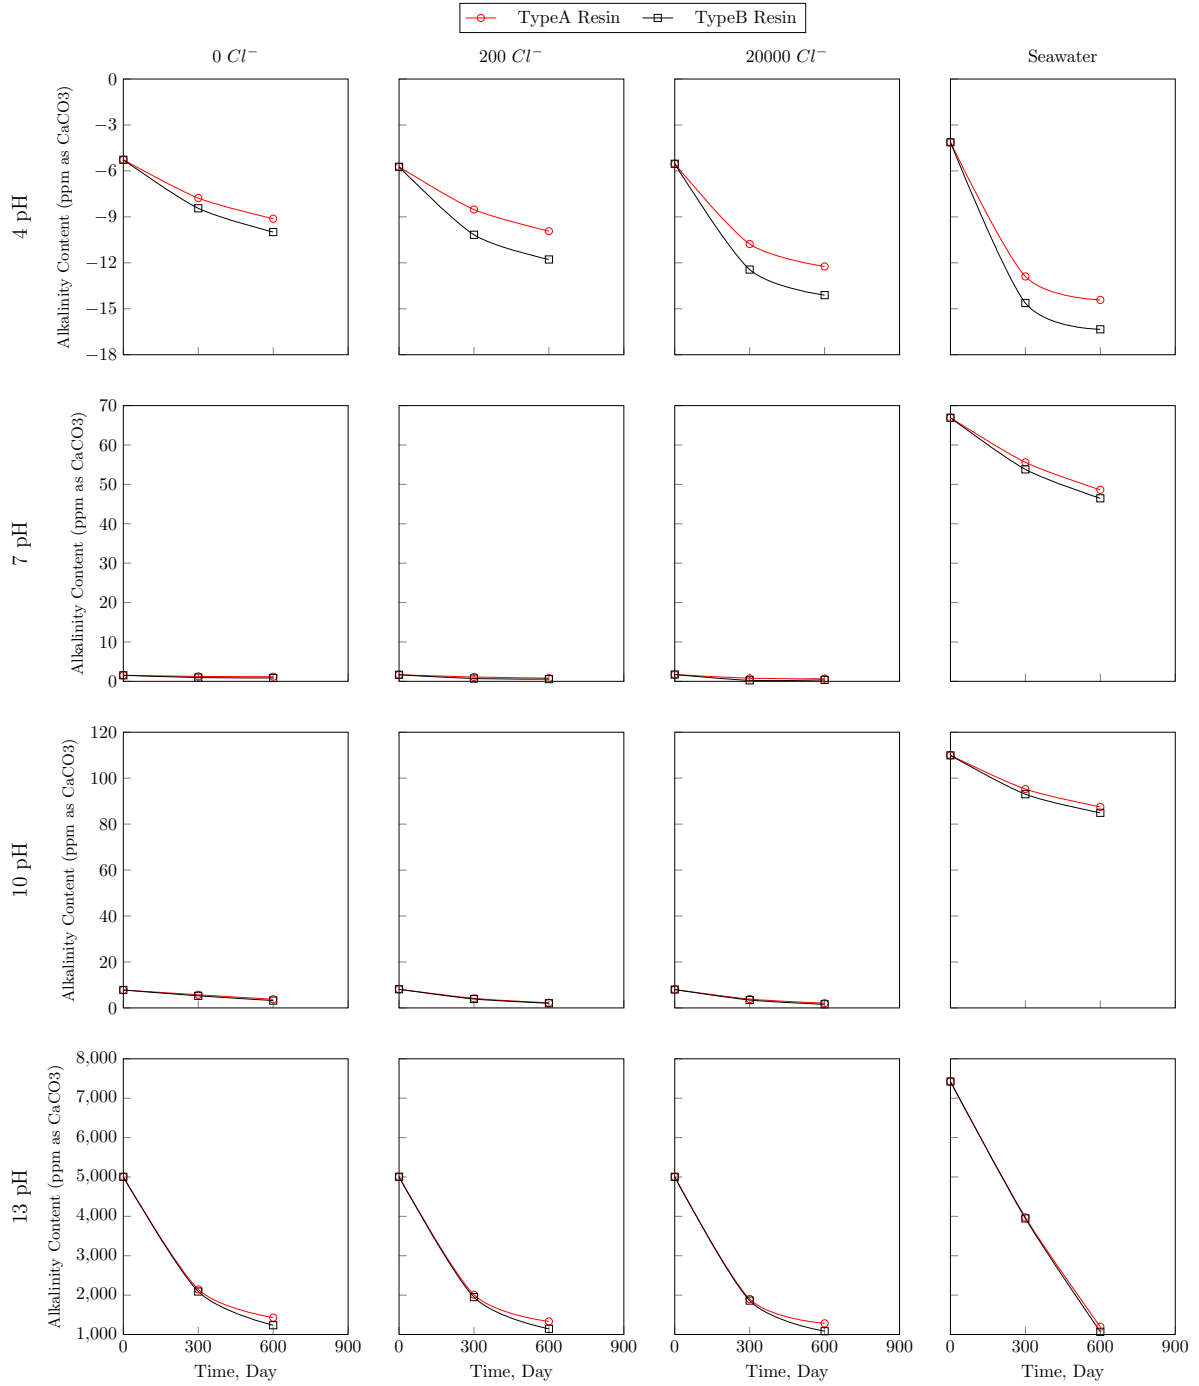 TypeA Resin TypeB Resin
0 Cl⁻ 200 Cl⁻ 20000 Cl⁻ Seawater
4 pH
Alkalinity Content (ppm as CaCO3)
0
−3
−6
−9
−12
−15
−18
7 pH
Alkalinity Content (ppm as CaCO3)
70
60
50
40
30
20
10
0
10 pH
Alkalinity Content (ppm as CaCO3)
120
100
80
60
40
20
0
13 pH
Alkalinity Content (ppm as CaCO3)
8,000
7,000
6,000
5,000
4,000
3,000
2,000
1,000
0 300 600 900 0 300 600 900 0 300 600 900 0 300 600 900
Time, Day Time, Day Time, Day Time, Day